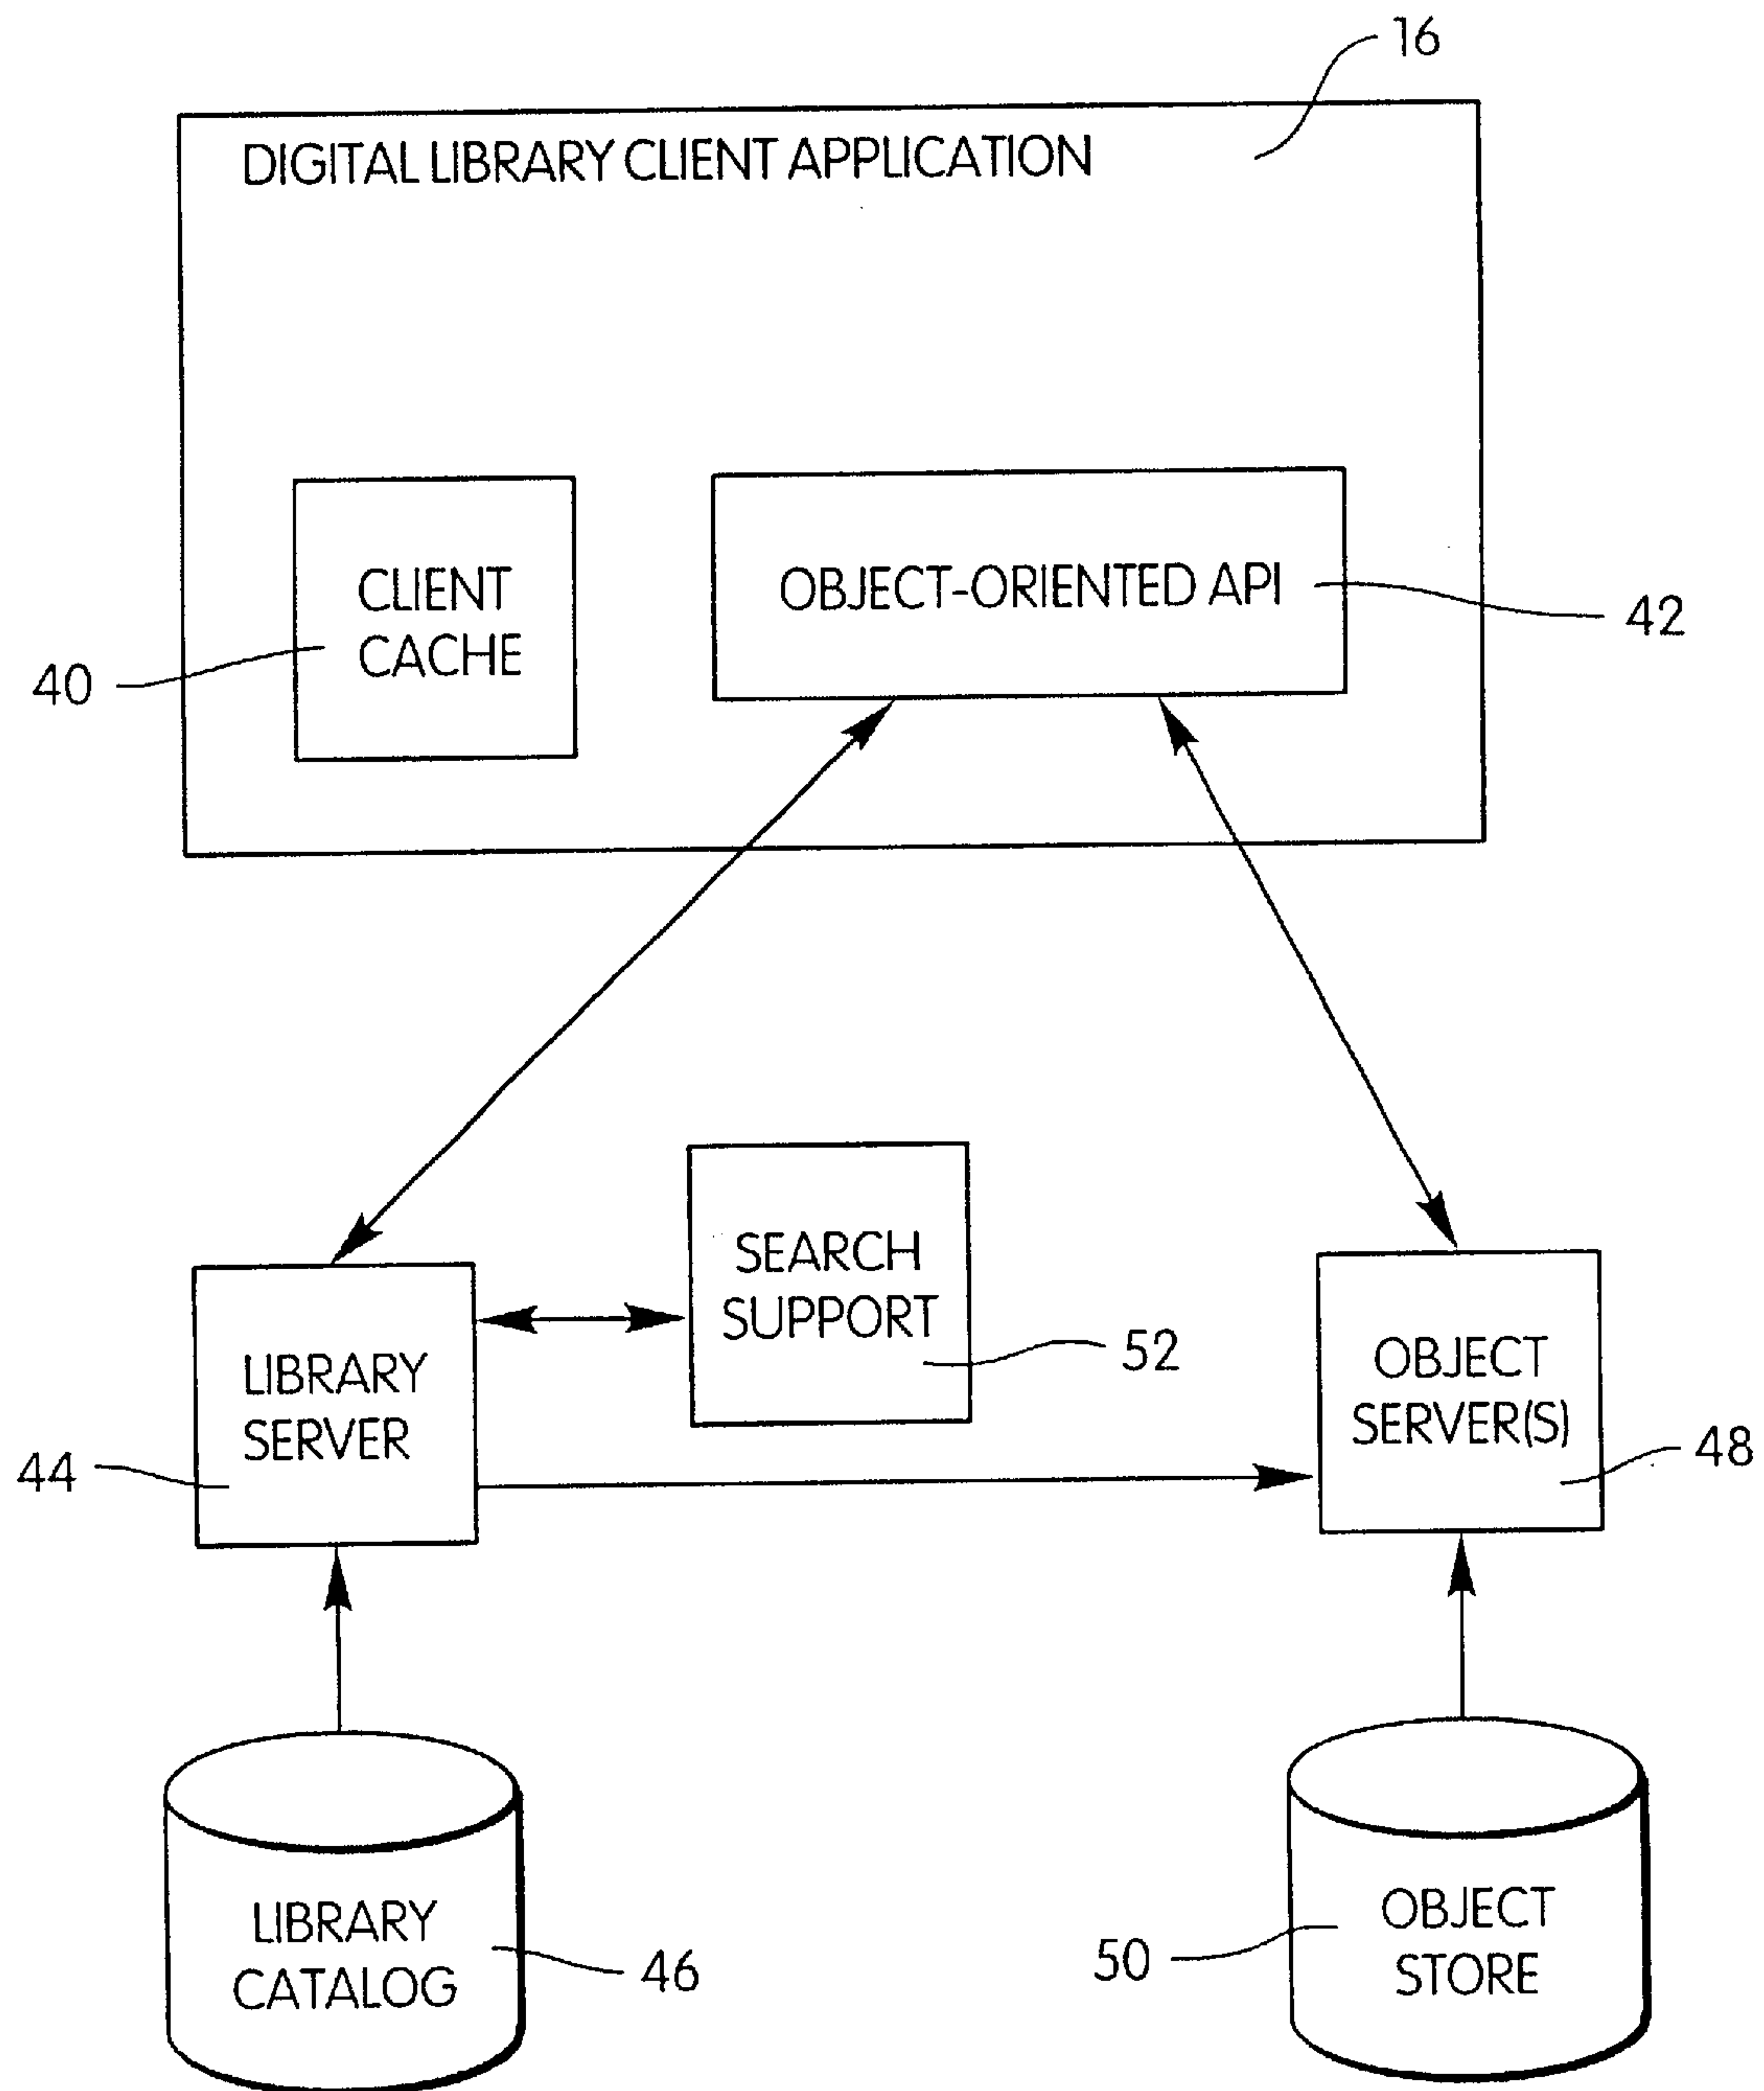 16
DIGITAL LIBRARY CLIENT APPLICATION
CLIENT
CACHE
40
OBJECT-ORIENTED API
42
SEARCH
SUPPORT
52
LIBRARY
SERVER
44
OBJECT
SERVER(S)
48
LIBRARY
CATALOG
46
OBJECT
STORE
50